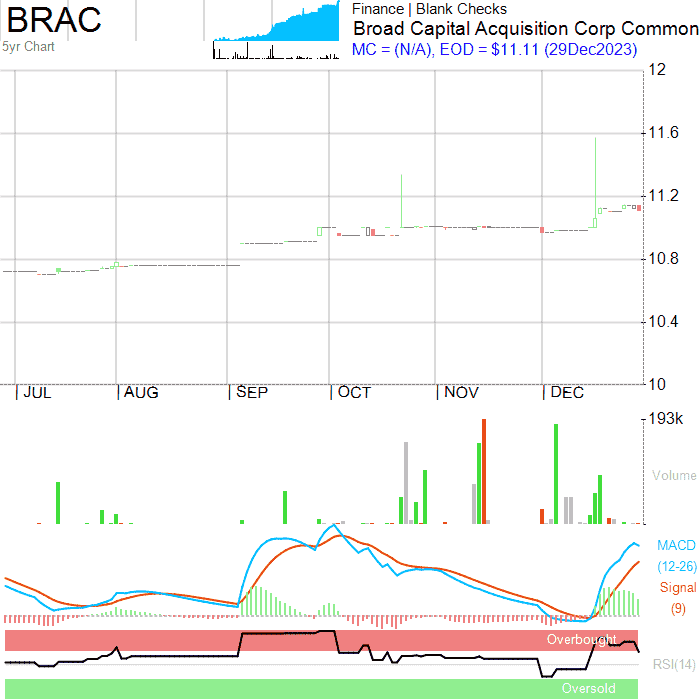 BRAC
5yr Chart
Finance | Blank Checks
Broad Capital Acquisition Corp Common
MC = (N/A), EOD = $11.11 (29Dec2023)
12
11.6
11.2
10.8
10.4
10
JUL AUG SEP OCT NOV DEC
193k
Volume
MACD
(12-26)
Signal
(9)
Overbought
RSI(14)
Oversold